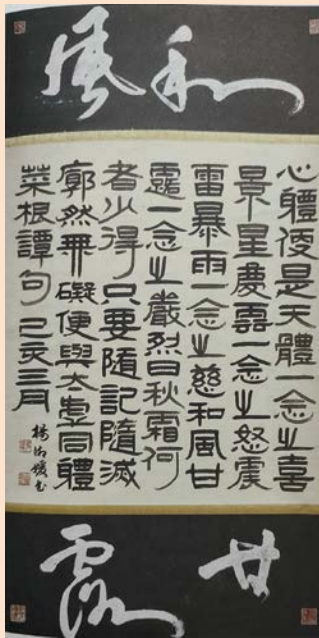 和風
心體便是天體一念之喜
景星慶雲一念之怒震
雷暴雨一念之慈和風甘
露一念之嚴烈日秋霜何
者少得只要隨記隨滅
廓然無礙便與太虛同體
菜根譚句 己亥三月
甘露